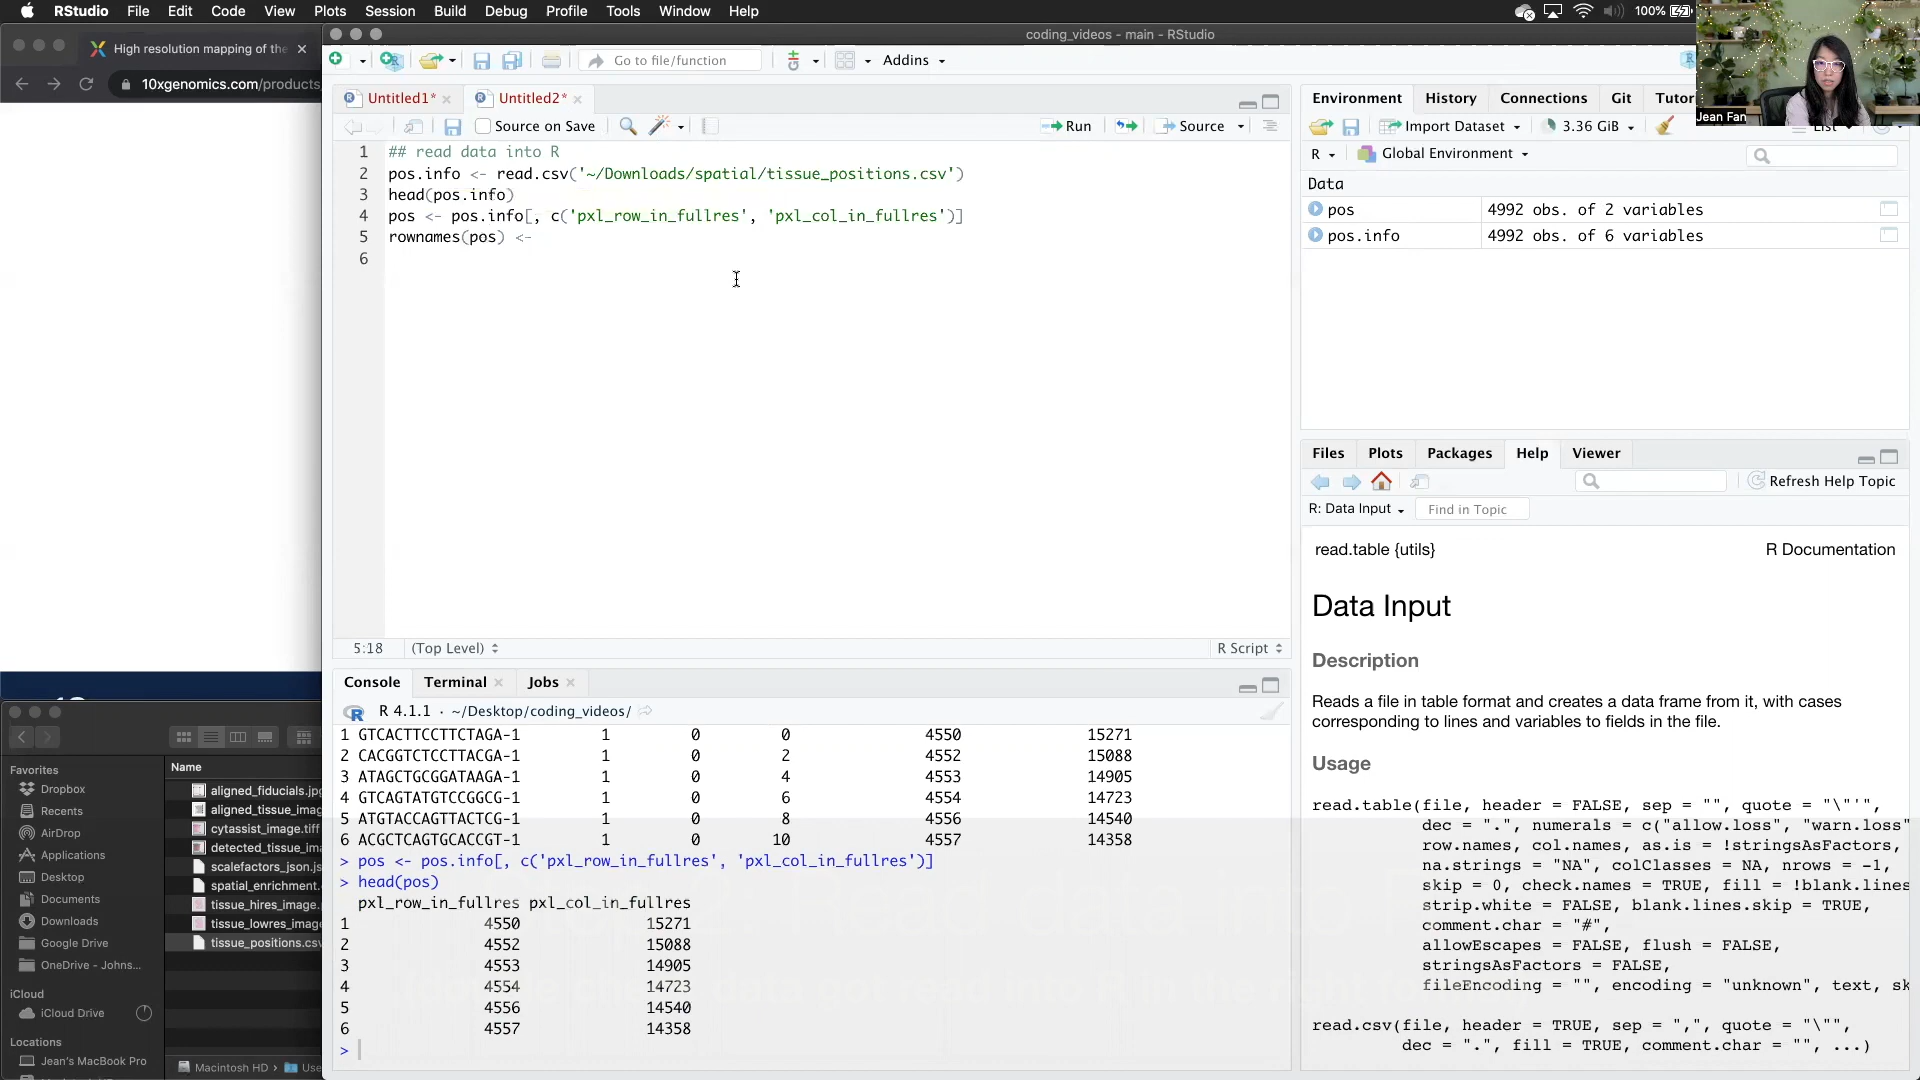 RStudio File Edit Code View Plots Session Build Debug Profile Tools Window Help
100%
High resolution mapping of the
coding_videos - main - RStudio
10xgenomics.com/products
Go to file/function
Addins
Jean Fan
Untitled1*
Untitled2*
Source on Save
Run
Source
1 ## read data into R
2 pos.info <- read.csv('~/Downloads/spatial/tissue_positions.csv')
3 head(pos.info)
4 pos <- pos.info[, c('pxl_row_in_fullres', 'pxl_col_in_fullres')]
5 rownames(pos) <-
6
5:18 (Top Level) R Script
Environment History Connections Git Tutor
Import Dataset 3.36 GiB List
R Global Environment
Data
pos 4992 obs. of 2 variables
pos.info 4992 obs. of 6 variables
Console Terminal Jobs
R 4.1.1 · ~/Desktop/coding_videos/
1 GTCACTTCCTTCTAGA-1 1 0 0 4550 15271
2 CACGGTCTCCTTACGA-1 1 0 2 4552 15088
3 ATAGCTGCGGATAAGA-1 1 0 4 4553 14905
4 GTCAGTATGTCCGGCG-1 1 0 6 4554 14723
5 ATGTACCAGTTACTCG-1 1 0 8 4556 14540
6 ACGCTCAGTGCACCGT-1 1 0 10 4557 14358
> pos <- pos.info[, c('pxl_row_in_fullres', 'pxl_col_in_fullres')]
> head(pos)
pxl_row_in_fullres pxl_col_in_fullres
1 4550 15271
2 4552 15088
3 4553 14905
4 4554 14723
5 4556 14540
6 4557 14358
>
Files Plots Packages Help Viewer
Refresh Help Topic
R: Data Input Find in Topic
read.table {utils} R Documentation
Data Input
Description
Reads a file in table format and creates a data frame from it, with cases
corresponding to lines and variables to fields in the file.
Usage
read.table(file, header = FALSE, sep = "", quote = "\"'",
dec = ".", numerals = c("allow.loss", "warn.loss"
row.names, col.names, as.is = !stringsAsFactors,
na.strings = "NA", colClasses = NA, nrows = -1,
skip = 0, check.names = TRUE, fill = !blank.lines
strip.white = FALSE, blank.lines.skip = TRUE,
comment.char = "#",
allowEscapes = FALSE, flush = FALSE,
stringsAsFactors = FALSE,
fileEncoding = "", encoding = "unknown", text, sk
read.csv(file, header = TRUE, sep = ",", quote = "\"",
dec = ".", fill = TRUE, comment.char = "", ...)
Favorites
Dropbox
Recents
AirDrop
Applications
Desktop
Documents
Downloads
Google Drive
OneDrive - Johns...
iCloud
iCloud Drive
Locations
Jean's MacBook Pro
Name
aligned_fiducials.jpg
aligned_tissue_imag
cytassist_image.tiff
detected_tissue_ima
scalefactors_json.js
spatial_enrichment.
tissue_hires_image.
tissue_lowres_imag
tissue_positions.csv
Macintosh HD › Use